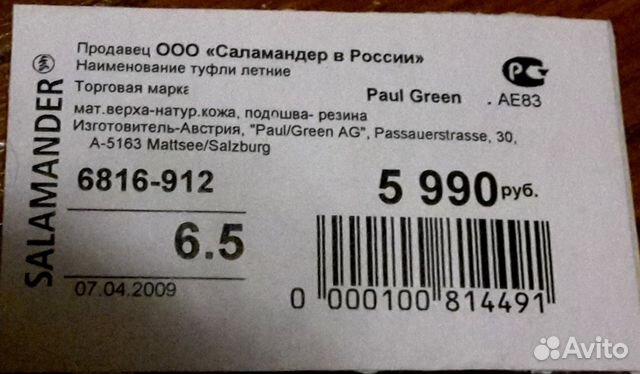 SALAMANDER
Продавец ООО «Саламандер в России»
Наименование туфли летние
Торговая марка Paul Green . АЕ83
мат.верха-натур.кожа, подошва- резина
Изготовитель-Австрия, "Paul/Green AG", Passauerstrasse, 30,
A-5163 Mattsee/Salzburg
6816-912
5 990 руб.
6.5
07.04.2009
0 000100 814491
Avito